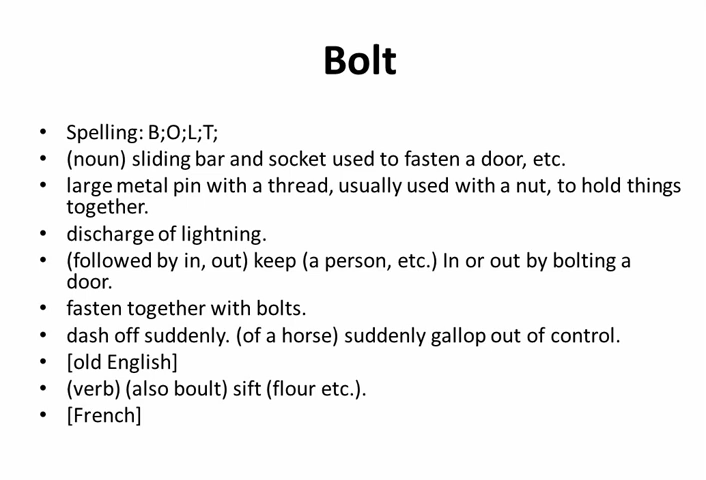 Bolt
• Spelling: B;O;L;T;
• (noun) sliding bar and socket used to fasten a door, etc.
• large metal pin with a thread, usually used with a nut, to hold things
together.
• discharge of lightning.
• (followed by in, out) keep (a person, etc.) In or out by bolting a
door.
• fasten together with bolts.
• dash off suddenly. (of a horse) suddenly gallop out of control.
• [old English]
• (verb) (also boult) sift (flour etc.).
• [French]